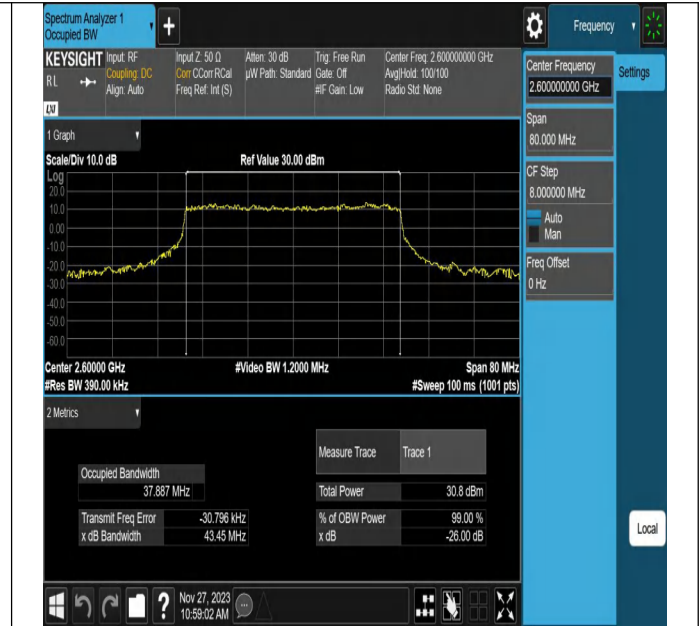 Spectrum Analyzer 1
Occupied BW
+
Frequency
KEYSIGHT
RL
LXI
Input: RF
Coupling: DC
Align: Auto
Input Z: 50 Ω
Corr CCorr RCal
Freq Ref: Int (S)
Atten: 30 dB
µW Path: Standard
Trig: Free Run
Gate: Off
#IF Gain: Low
Center Freq: 2.600000000 GHz
Avg|Hold: 100/100
Radio Std: None
Center Frequency
2.600000000 GHz
Settings
Span
80.000 MHz
CF Step
8.000000 MHz
Auto
Man
Freq Offset
0 Hz
1 Graph
Scale/Div 10.0 dB
Ref Value 30.00 dBm
Log
20.0
10.0
0.00
-10.0
-20.0
-30.0
-40.0
-50.0
-60.0
Center 2.60000 GHz
#Video BW 1.2000 MHz
Span 80 MHz
#Res BW 390.00 kHz
#Sweep 100 ms (1001 pts)
2 Metrics
Measure Trace
Trace 1
Occupied Bandwidth
37.887 MHz
Total Power
30.8 dBm
Transmit Freq Error
-30.796 kHz
% of OBW Power
99.00 %
x dB Bandwidth
43.45 MHz
x dB
-26.00 dB
Local
?
Nov 27, 2023
10:59:02 AM